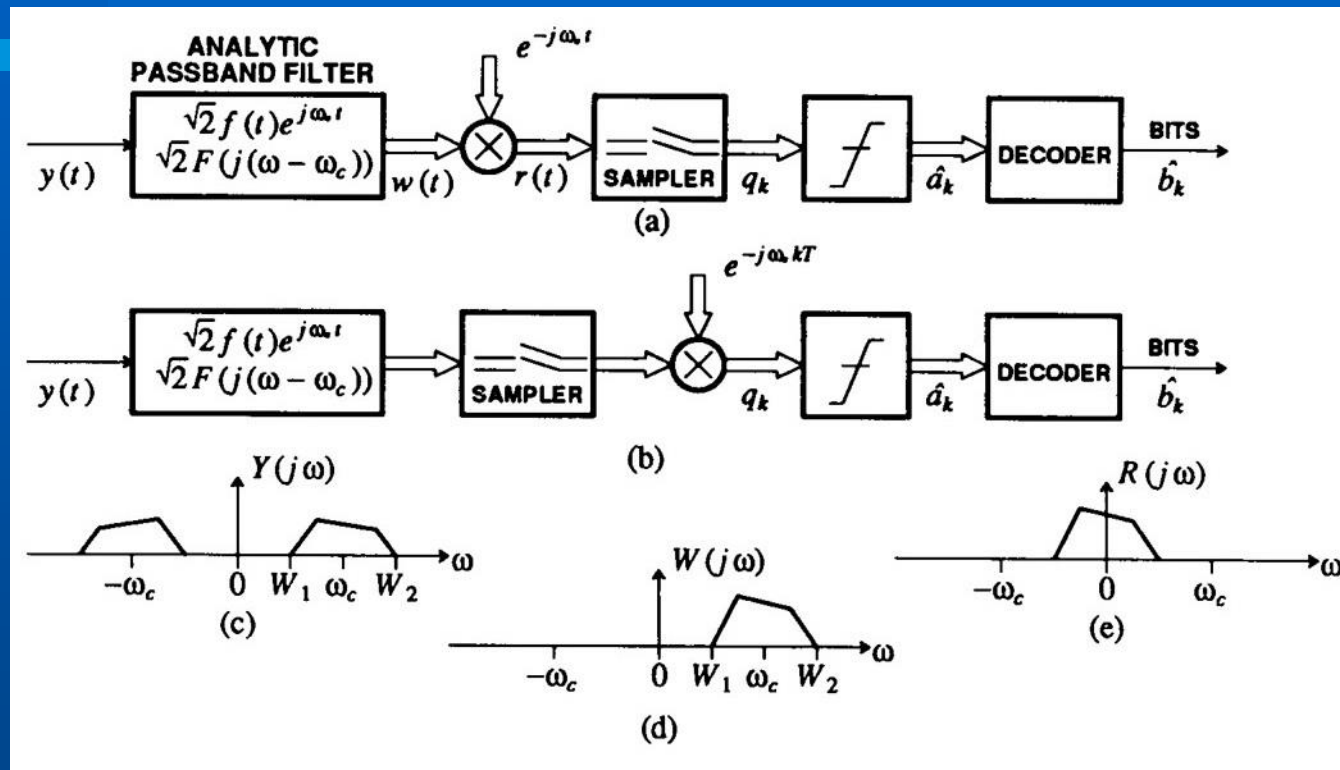 ANALYTIC
PASSBAND FILTER
e^{-jω_c t}
√2 f(t)e^{jω_c t}
√2 F(j(ω − ω_c))
y(t)
w(t)
r(t)
SAMPLER
q_k
â_k
DECODER
BITS
b̂_k
(a)
e^{-jω_c kT}
√2 f(t)e^{jω_c t}
√2 F(j(ω − ω_c))
y(t)
SAMPLER
q_k
â_k
DECODER
BITS
b̂_k
(b)
Y(jω)
−ω_c 0 W_1 ω_c W_2 ω
(c)
W(jω)
−ω_c 0 W_1 ω_c W_2 ω
(d)
R(jω)
−ω_c 0 ω_c ω
(e)